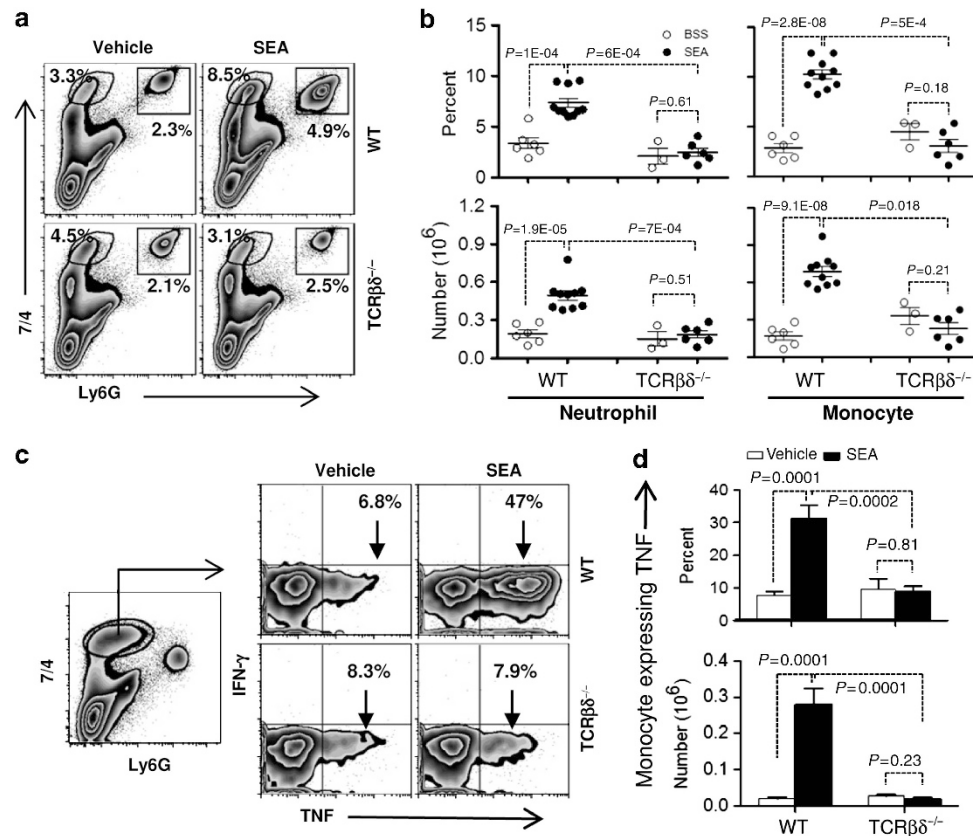 a
Vehicle SEA
3.3% 8.5%
2.3% 4.9%
WT
4.5% 3.1%
2.1% 2.5%
TCRβδ−/−
7/4
Ly6G
b
BSS
SEA
P=1E-04 P=6E-04
P=0.61
Percent
15
10
5
0
P=2.8E-08 P=5E-4
P=0.18
P=1.9E-05 P=7E-04
P=0.51
Number (10⁶)
1.2
0.9
0.6
0.3
0.0
P=9.1E-08 P=0.018
P=0.21
WT TCRβδ−/− WT TCRβδ−/−
Neutrophil Monocyte
c
Vehicle SEA
6.8% 47%
WT
8.3% 7.9%
TCRβδ−/−
IFN-γ
TNF
7/4
Ly6G
d
Vehicle SEA
Monocyte expressing TNF
P=0.0001
P=0.0002
P=0.81
Percent
40
30
20
10
0
P=0.0001
P=0.0001
P=0.23
Number (10⁶)
0.4
0.3
0.2
0.1
0.0
WT TCRβδ−/−